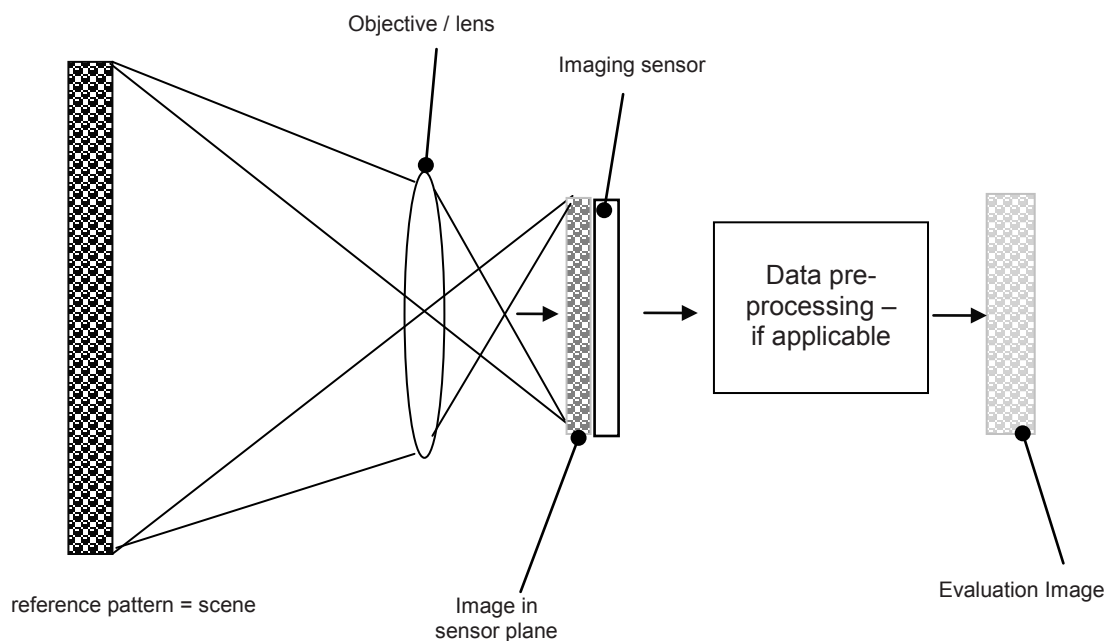 Objective / lens
Imaging sensor
Data pre-
processing –
if applicable
reference pattern = scene
Image in
sensor plane
Evaluation Image